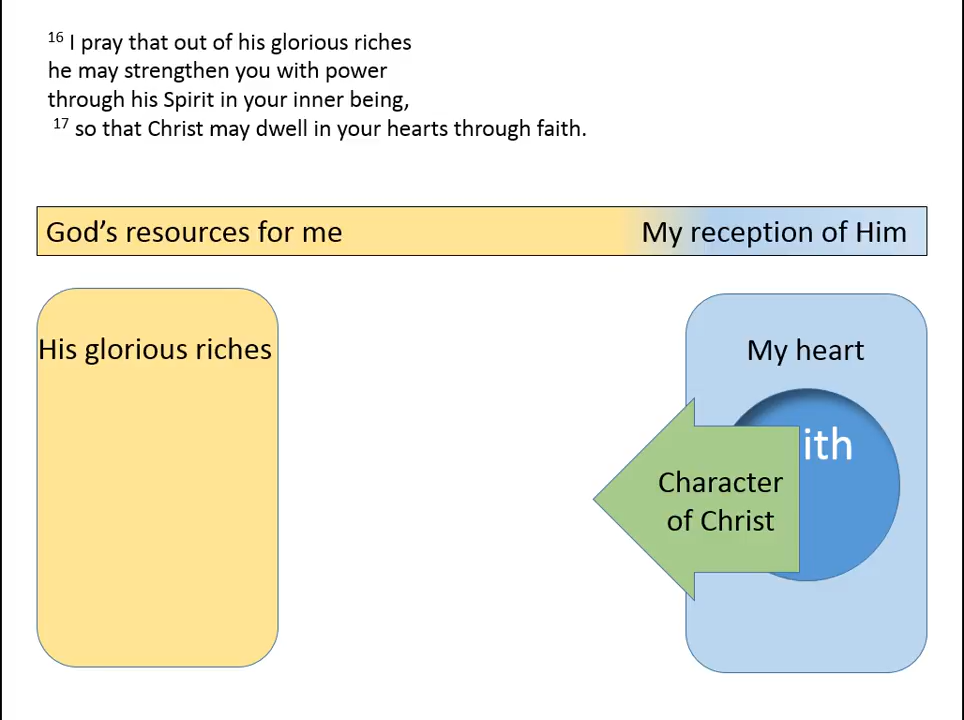 16 I pray that out of his glorious riches
he may strengthen you with power
through his Spirit in your inner being,
17 so that Christ may dwell in your hearts through faith.
God’s resources for me
My reception of Him
His glorious riches
My heart
ith
Character
of Christ